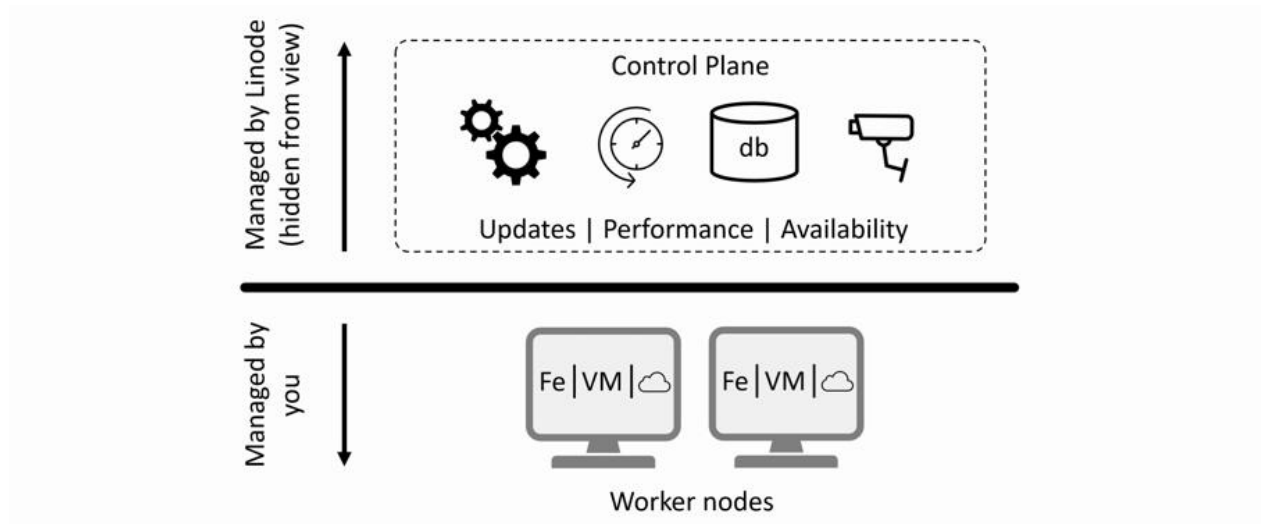 Managed by Linode
(hidden from view)
Control Plane
db
Updates | Performance | Availability
Managed by
you
Fe|VM|
Fe|VM|
Worker nodes